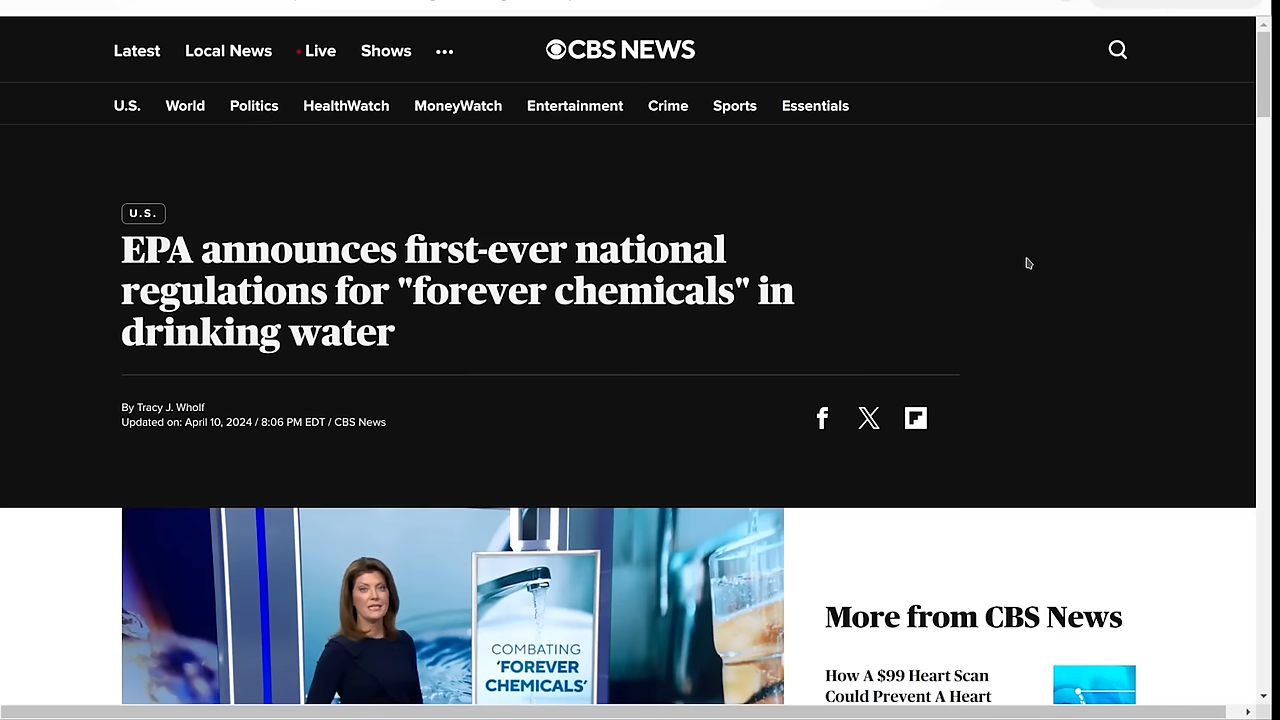 Latest Local News Live Shows •••
CBS NEWS
U.S. World Politics HealthWatch MoneyWatch Entertainment Crime Sports Essentials
U.S.
EPA announces first-ever national
regulations for "forever chemicals" in
drinking water
By Tracy J. Wholf
Updated on: April 10, 2024 / 8:06 PM EDT / CBS News
COMBATING
'FOREVER
CHEMICALS'
More from CBS News
How A $99 Heart Scan
Could Prevent A Heart